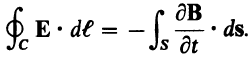 ∮_C E · dℓ = −∫_S ∂B/∂t · ds.